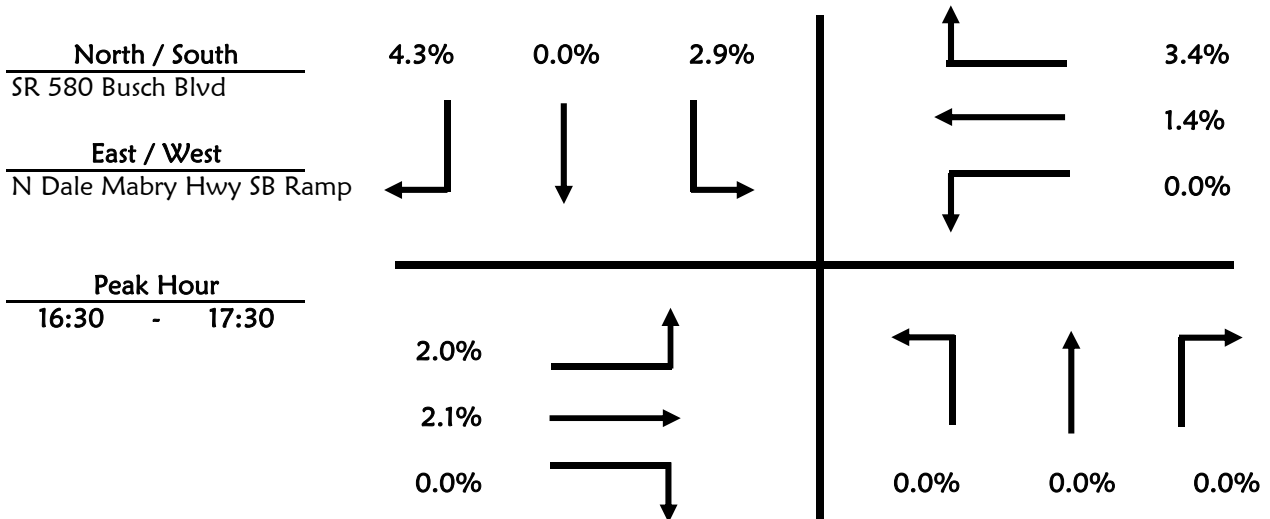 North / South
SR 580 Busch Blvd
East / West
N Dale Mabry Hwy SB Ramp
Peak Hour
16:30 - 17:30
4.3% 0.0% 2.9%
3.4%
1.4%
0.0%
2.0%
2.1%
0.0%
0.0% 0.0% 0.0%